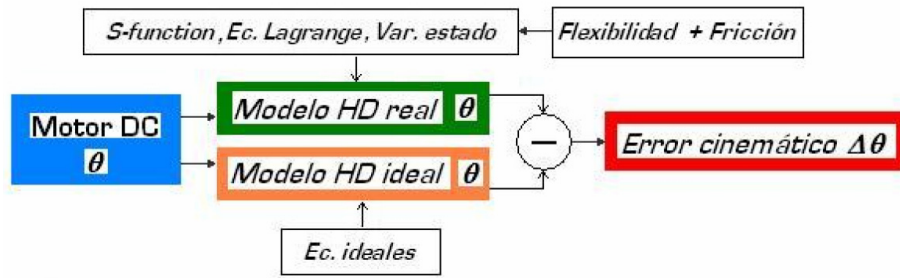 S-function, Ec. Lagrange, Var. estado
Flexibilidad + Fricción
Motor DC
θ
Modelo HD real θ
Modelo HD ideal θ
−
Error cinemático Δθ
Ec. ideales